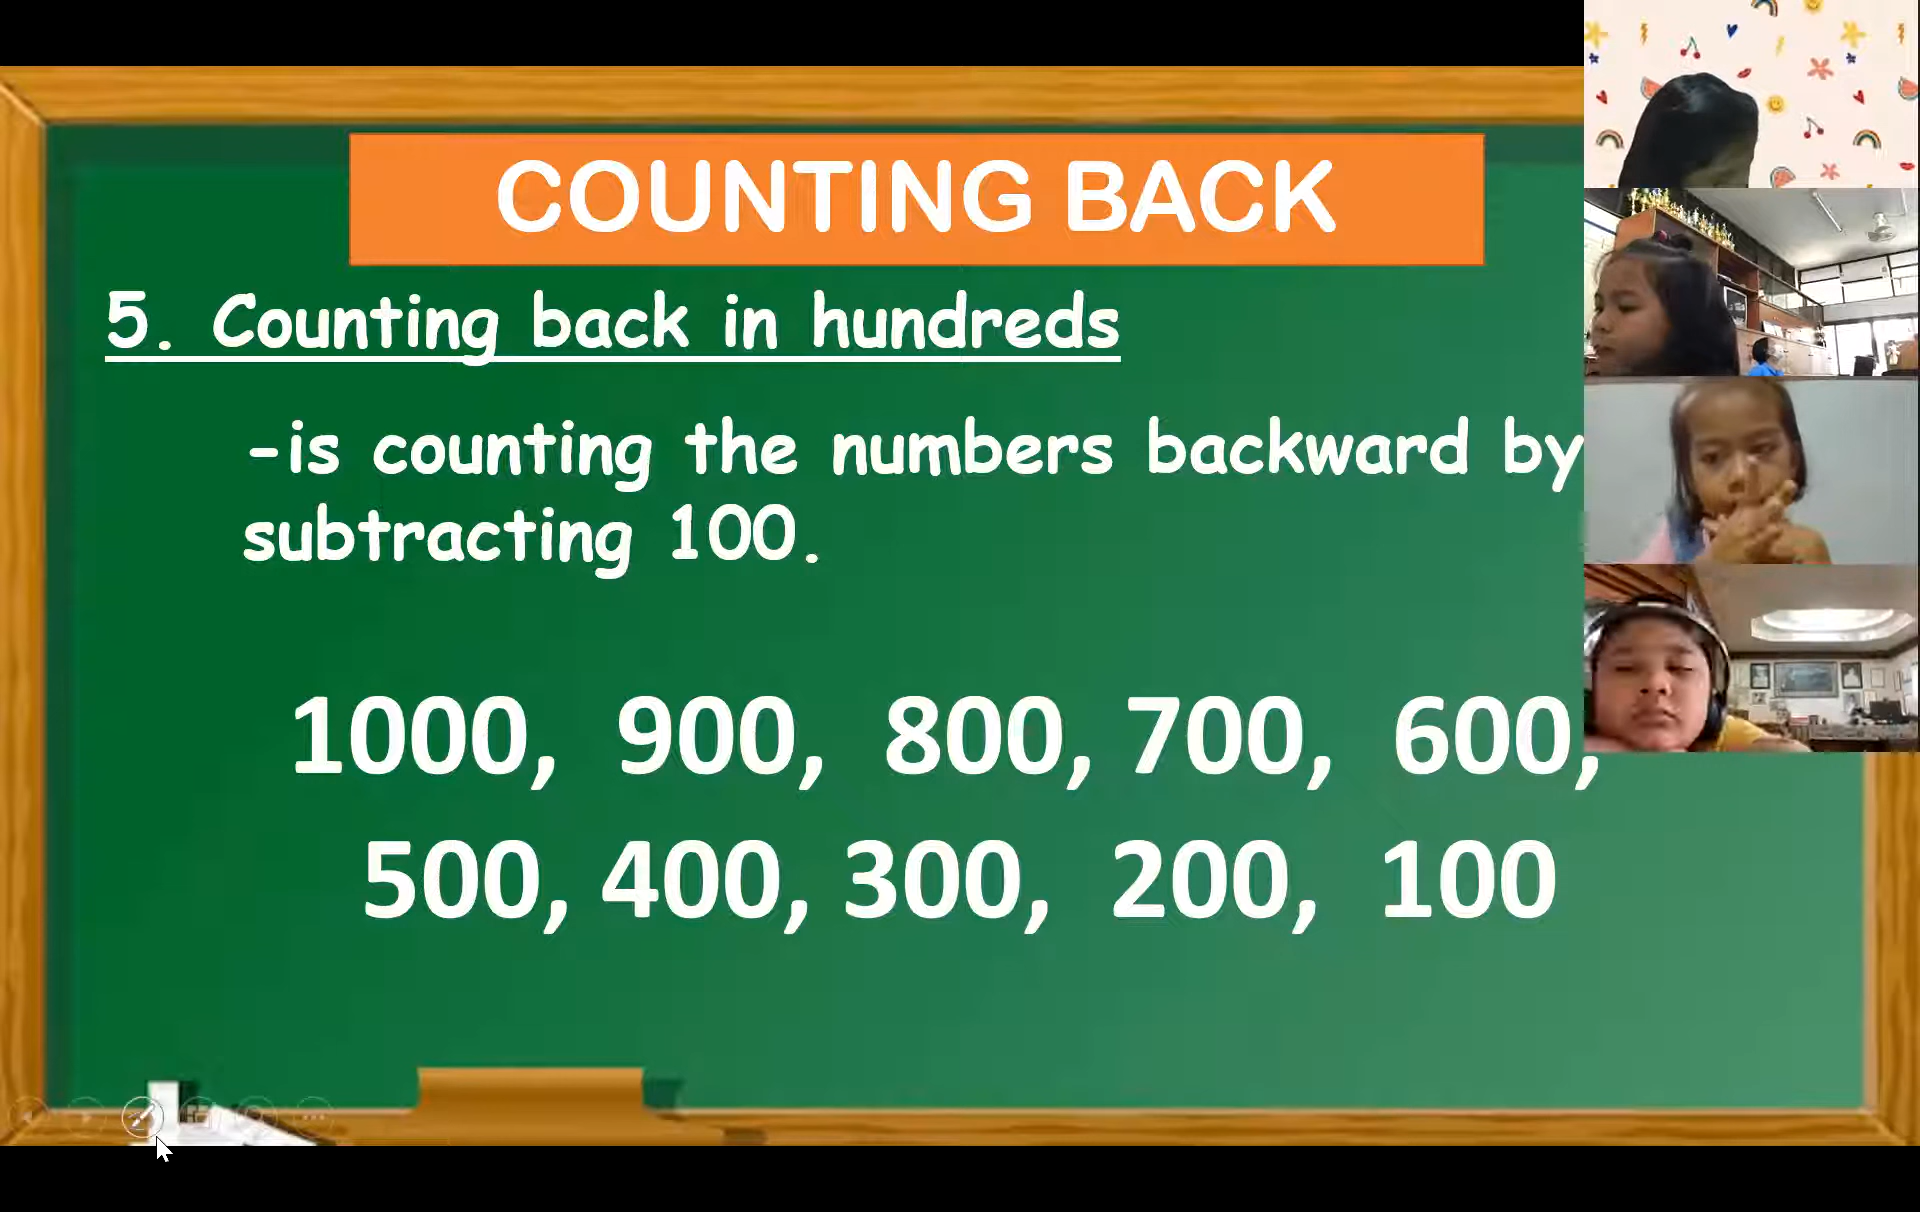 COUNTING BACK
5. Counting back in hundreds
-is counting the numbers backward by
subtracting 100.
1000, 900, 800, 700, 600,
500, 400, 300, 200, 100